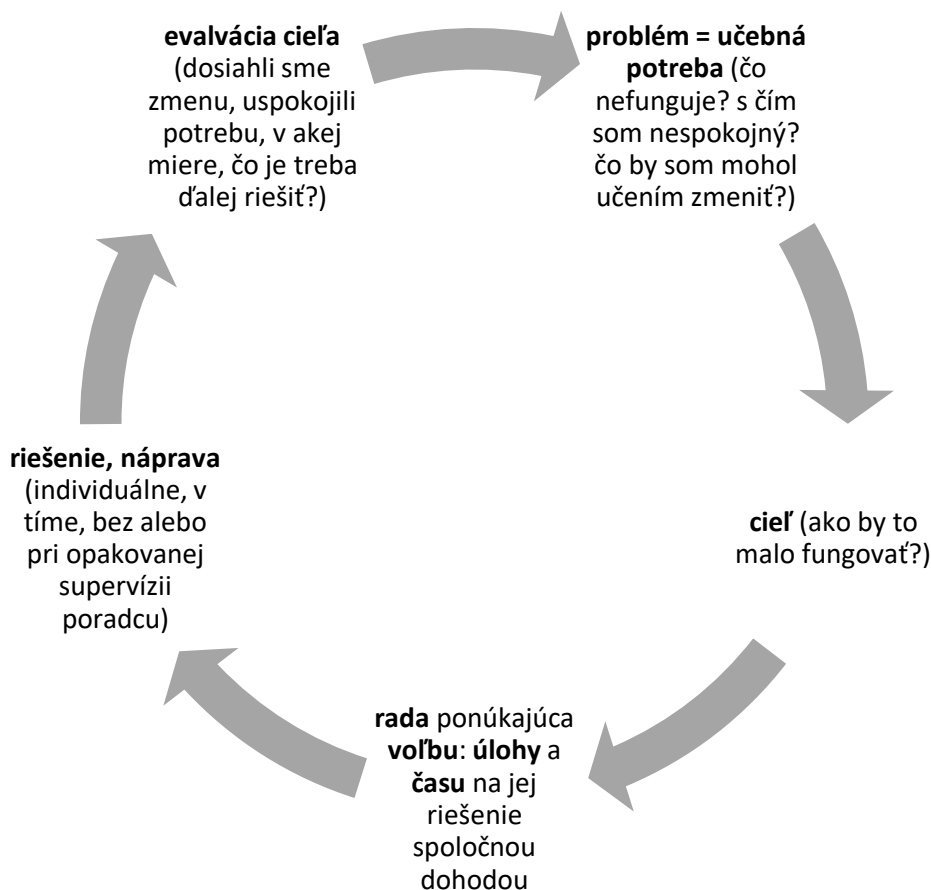 evalvácia cieľa
(dosiahli sme
zmenu, uspokojili
potrebu, v akej
miere, čo je treba
ďalej riešiť?)
problém = učebná
potreba (čo
nefunguje? s čím
som nespokojný?
čo by som mohol
učením zmeniť?)
cieľ (ako by to
malo fungovať?)
rada ponúkajúca
voľbu: úlohy a
času na jej
riešenie
spoločnou
dohodou
riešenie, náprava
(individuálne, v
tíme, bez alebo
pri opakovanej
supervízii
poradcu)